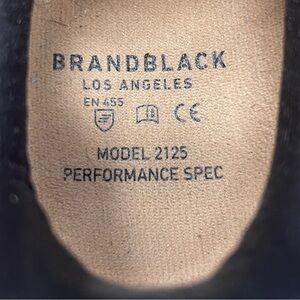 BRANDBLACK
LOS ANGELES
EN 455
CE
MODEL 2125
PERFORMANCE SPEC